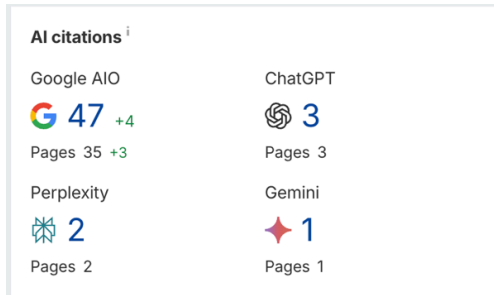 AI citations i
Google AIO
47 +4
Pages 35 +3
ChatGPT
3
Pages 3
Perplexity
2
Pages 2
Gemini
1
Pages 1